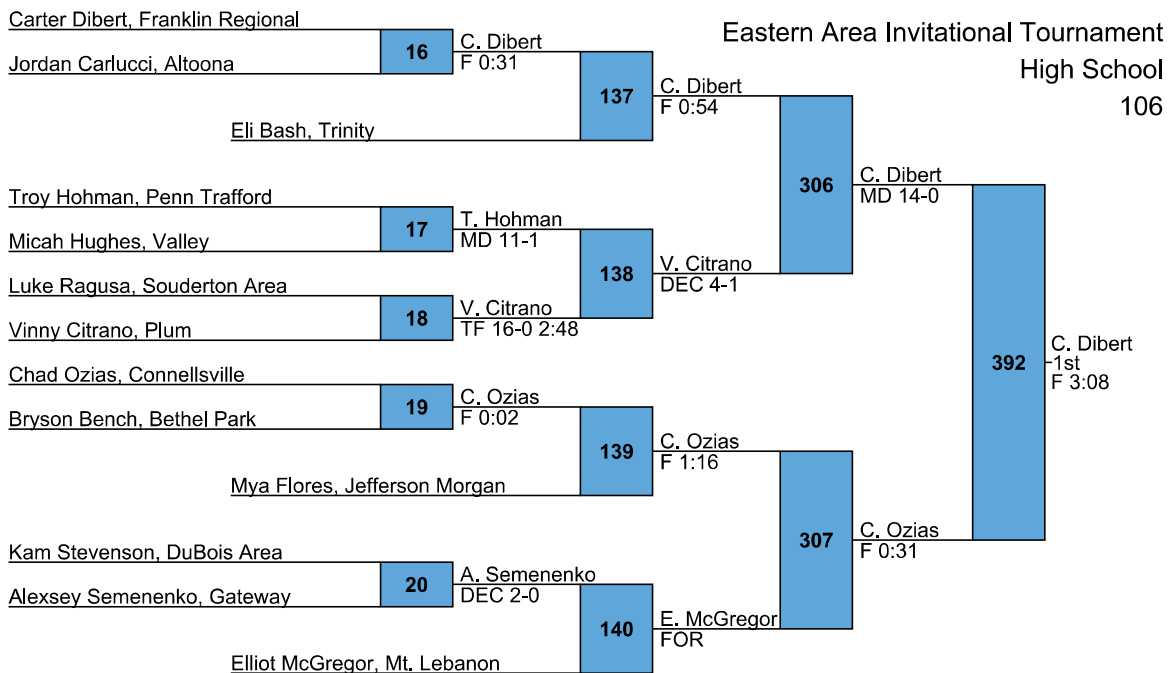 Eastern Area Invitational Tournament
High School
106
Carter Dibert, Franklin Regional
16
C. Dibert
F 0:31
Jordan Carlucci, Altoona
137
C. Dibert
F 0:54
Eli Bash, Trinity
306
C. Dibert
MD 14-0
Troy Hohman, Penn Trafford
17
T. Hohman
MD 11-1
Micah Hughes, Valley
138
V. Citrano
DEC 4-1
Luke Ragusa, Souderton Area
18
V. Citrano
TF 16-0 2:48
Vinny Citrano, Plum
392
C. Dibert
1st
F 3:08
Chad Ozias, Connellsville
19
C. Ozias
F 0:02
Bryson Bench, Bethel Park
139
C. Ozias
F 1:16
Mya Flores, Jefferson Morgan
307
C. Ozias
F 0:31
Kam Stevenson, DuBois Area
20
A. Semenenko
DEC 2-0
Alexsey Semenenko, Gateway
140
E. McGregor
FOR
Elliot McGregor, Mt. Lebanon